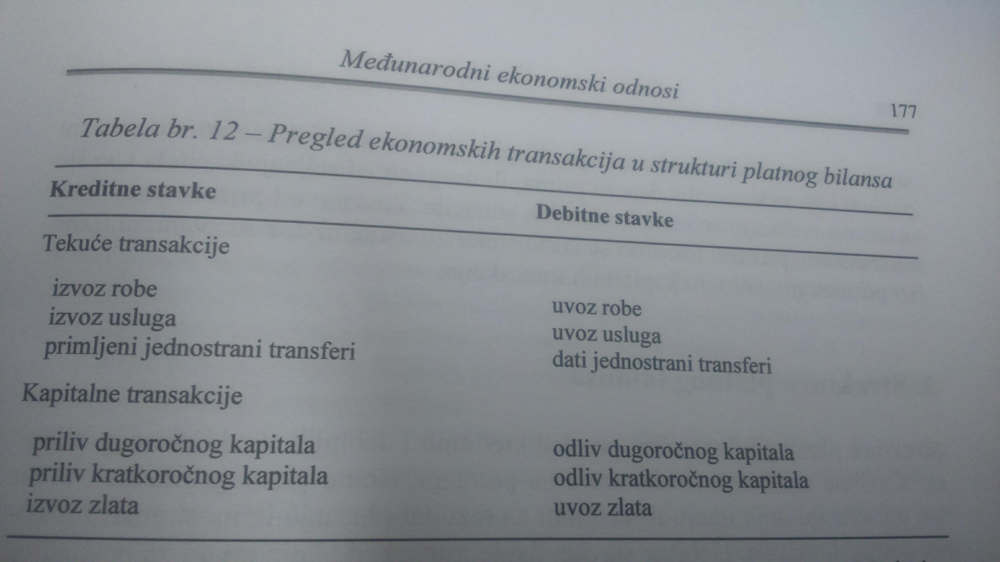 Međunarodni ekonomski odnosi
177
Tabela br. 12 – Pregled ekonomskih transakcija u strukturi platnog bilansa
Kreditne stavke Debitne stavke
Tekuće transakcije
izvoz robe uvoz robe
izvoz usluga uvoz usluga
primljeni jednostrani transferi dati jednostrani transferi
Kapitalne transakcije
priliv dugoročnog kapitala odliv dugoročnog kapitala
priliv kratkoročnog kapitala odliv kratkoročnog kapitala
izvoz zlata uvoz zlata